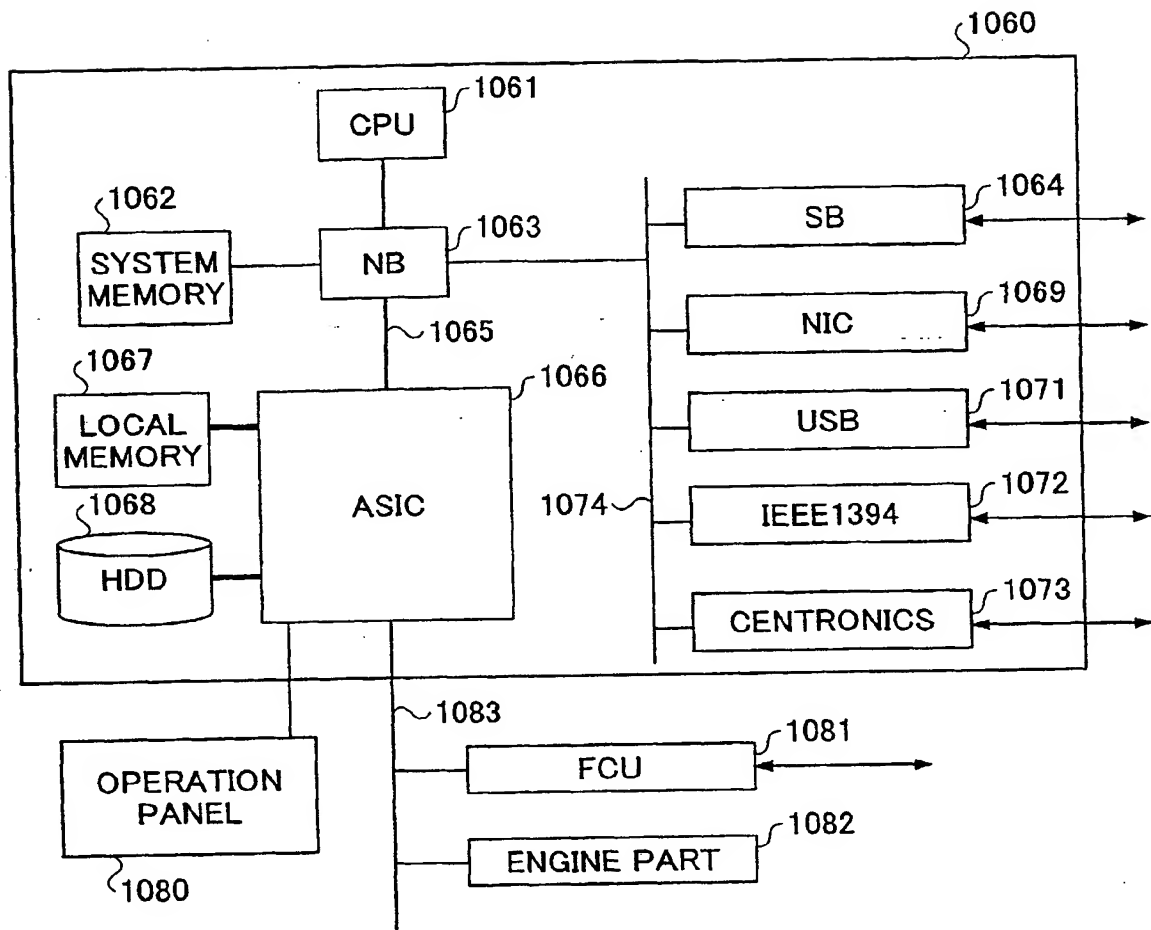 1060
1061
CPU
1062
SYSTEM
MEMORY
1063
NB
1064
SB
1065
1069
NIC
1067
LOCAL
MEMORY
1066
ASIC
1071
USB
1068
HDD
1074
1072
IEEE1394
1073
CENTRONICS
1083
1081
FCU
OPERATION
PANEL
1080
1082
ENGINE PART